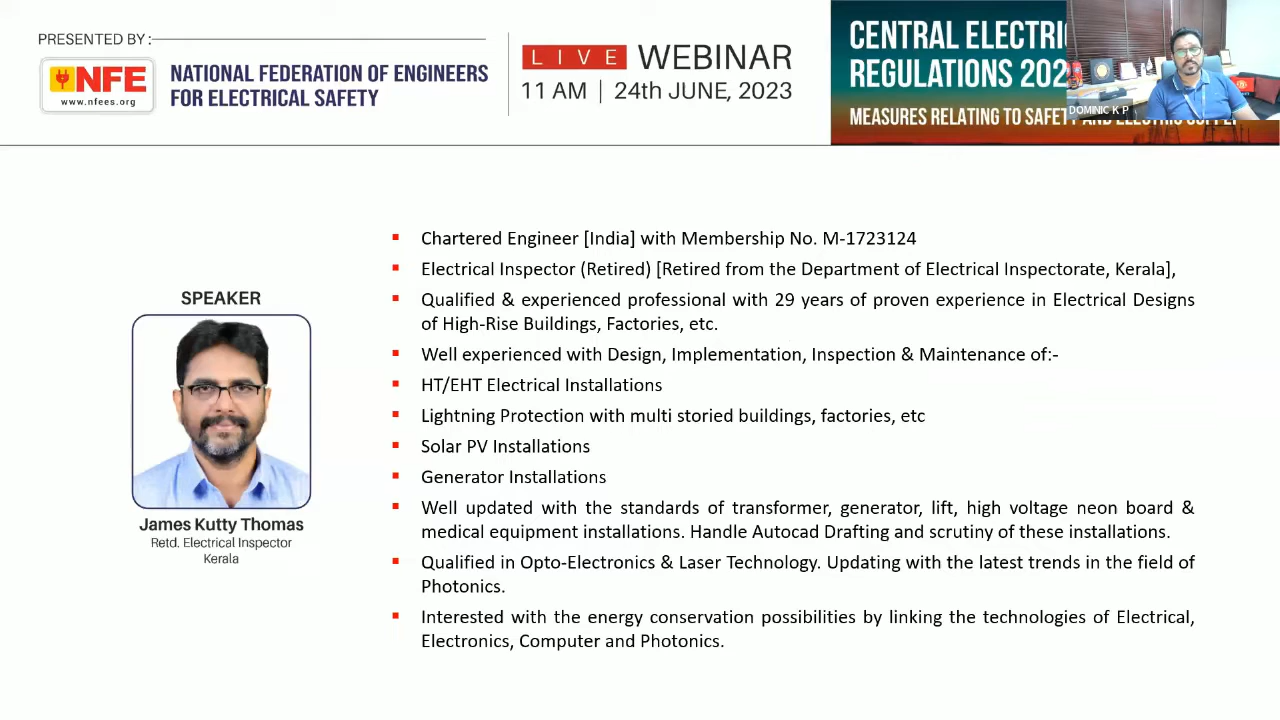 PRESENTED BY :
NFE
www.nfees.org
NATIONAL FEDERATION OF ENGINEERS
FOR ELECTRICAL SAFETY
LIVE WEBINAR
11 AM | 24th JUNE, 2023
CENTRAL ELECTRI
REGULATIONS 202
MEASURES RELATING TO SAFETY AND ELECTRIC SUPPLY
DOMINIC K P
▪ Chartered Engineer [India] with Membership No. M-1723124
▪ Electrical Inspector (Retired) [Retired from the Department of Electrical Inspectorate, Kerala],
▪ Qualified & experienced professional with 29 years of proven experience in Electrical Designs
of High-Rise Buildings, Factories, etc.
▪ Well experienced with Design, Implementation, Inspection & Maintenance of:-
▪ HT/EHT Electrical Installations
▪ Lightning Protection with multi storied buildings, factories, etc
▪ Solar PV Installations
▪ Generator Installations
▪ Well updated with the standards of transformer, generator, lift, high voltage neon board &
medical equipment installations. Handle Autocad Drafting and scrutiny of these installations.
▪ Qualified in Opto-Electronics & Laser Technology. Updating with the latest trends in the field of
Photonics.
▪ Interested with the energy conservation possibilities by linking the technologies of Electrical,
Electronics, Computer and Photonics.
SPEAKER
James Kutty Thomas
Retd. Electrical Inspector
Kerala